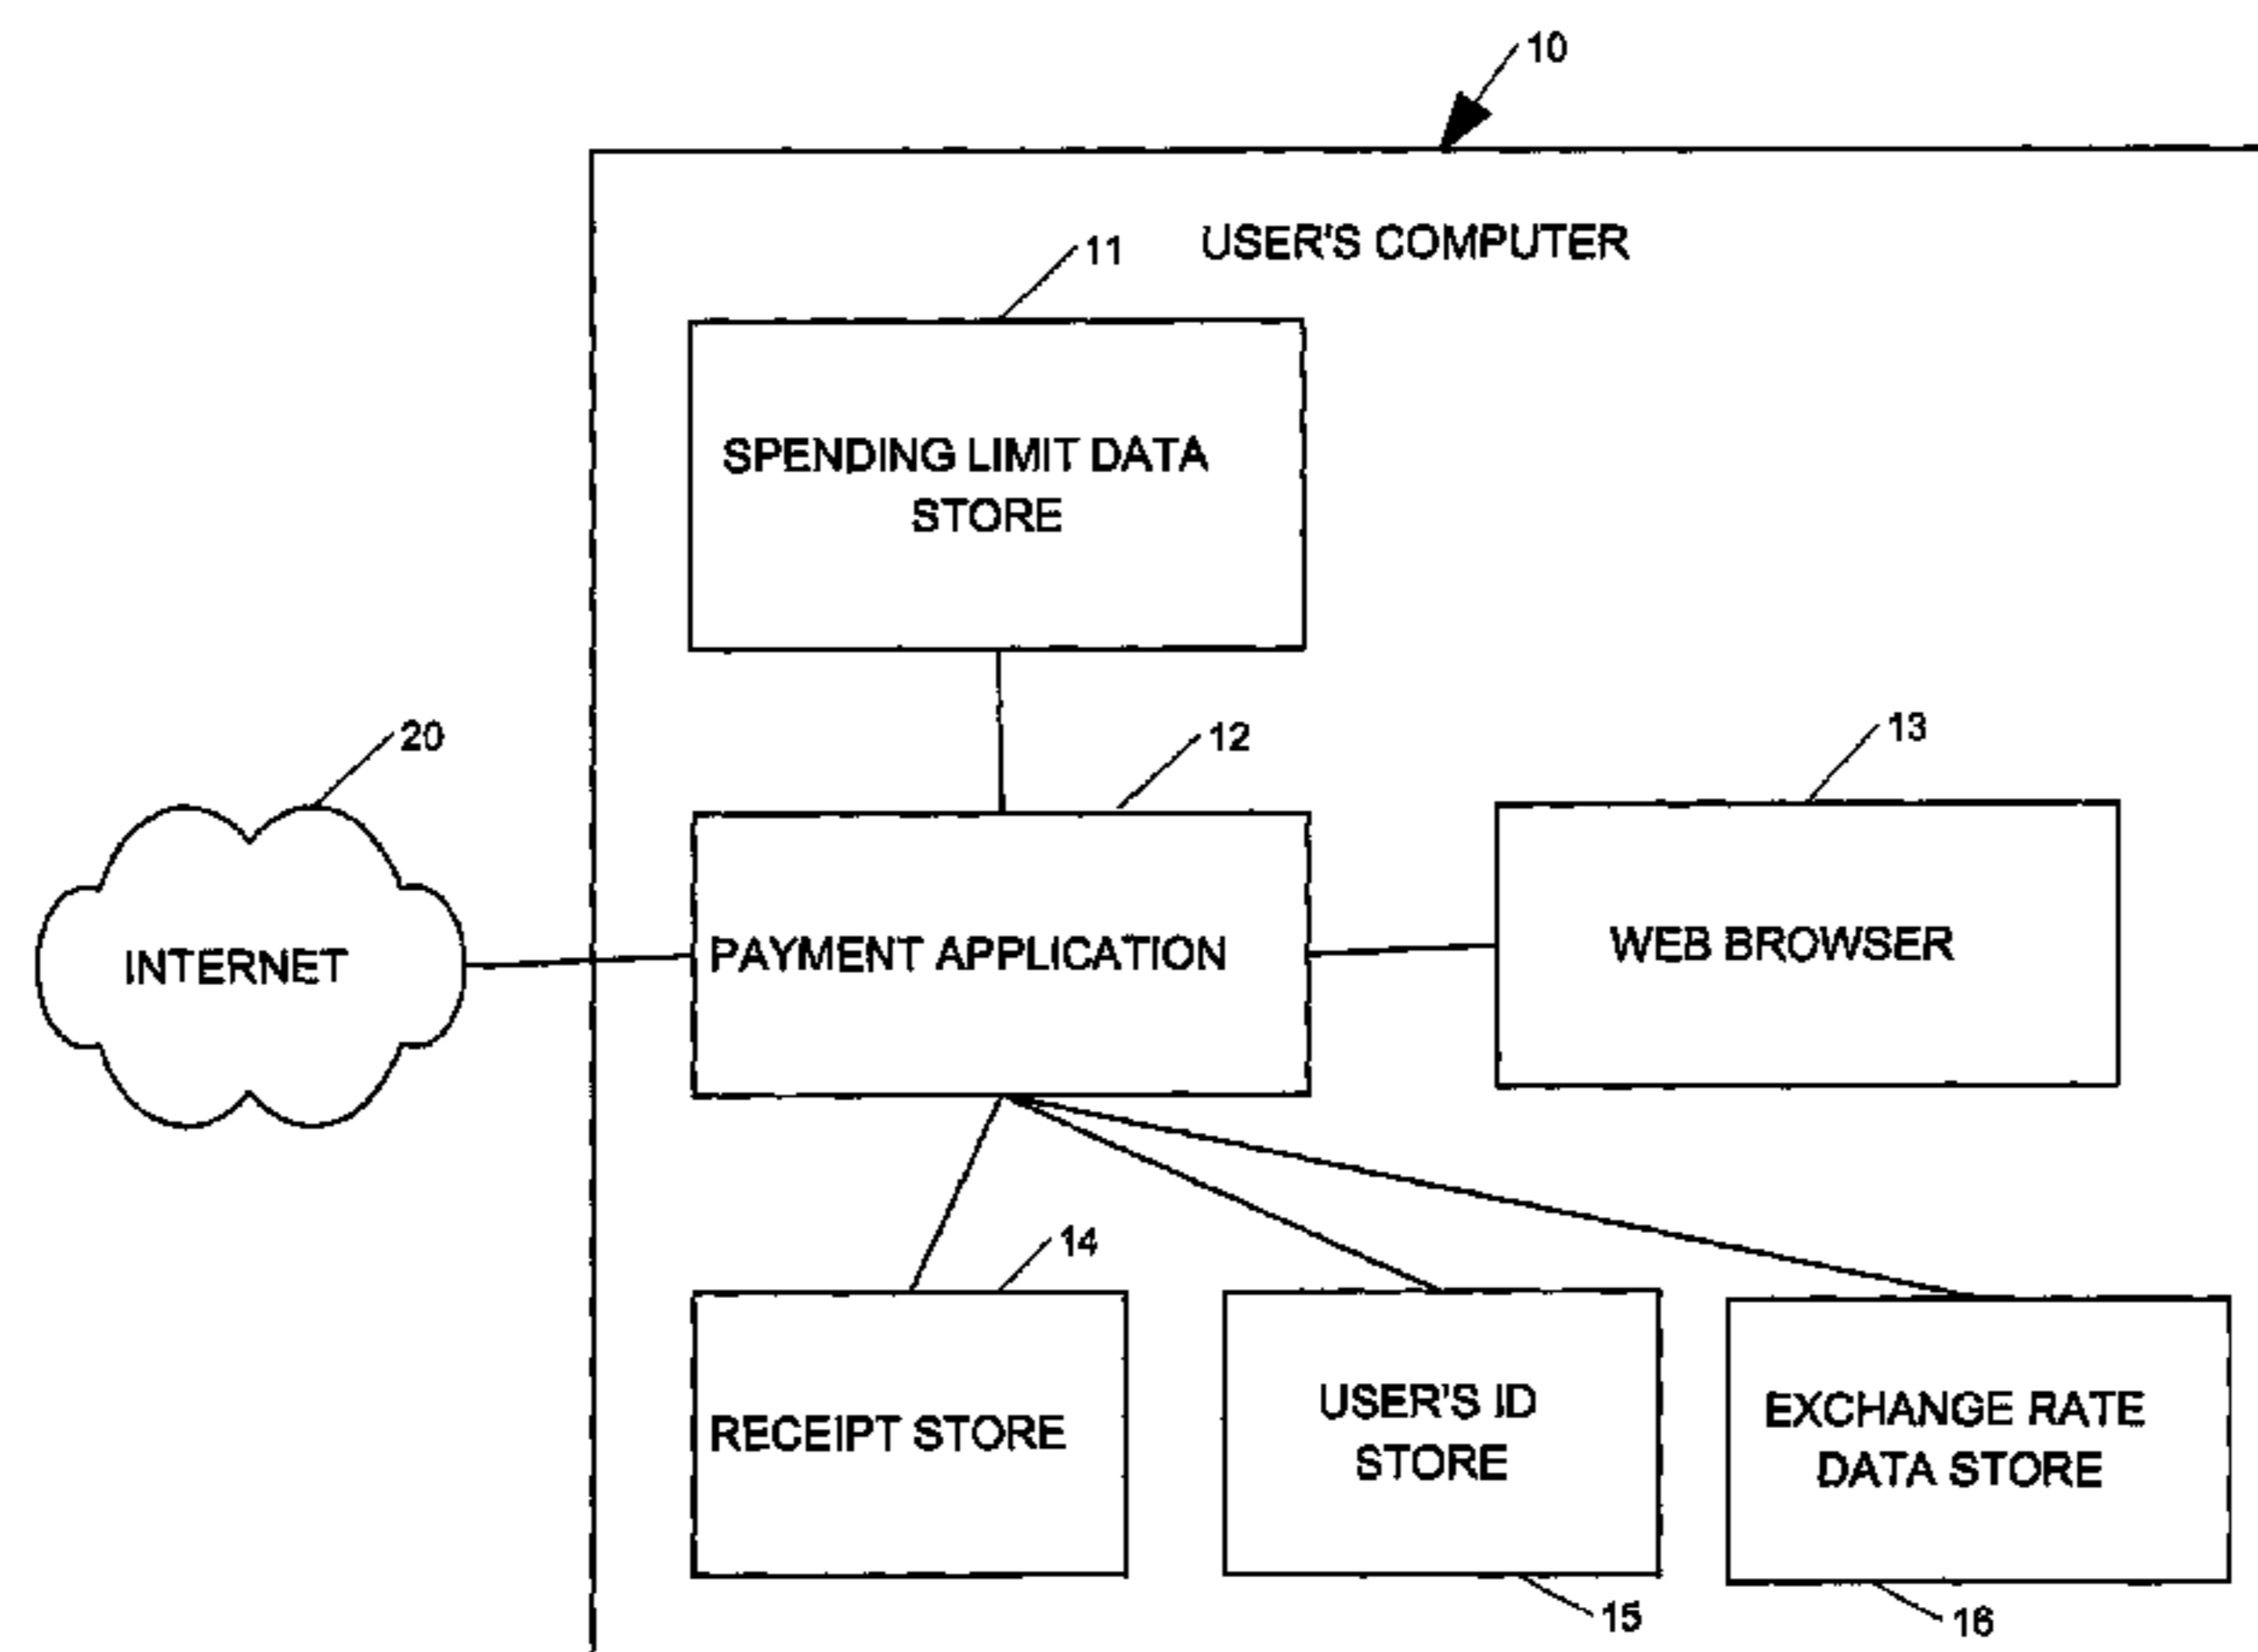 10
USER'S COMPUTER
11
SPENDING LIMIT DATA
STORE
20
12
13
INTERNET
PAYMENT APPLICATION
WEB BROWSER
14
RECEIPT STORE
USER'S ID
STORE
EXCHANGE RATE
DATA STORE
15
16